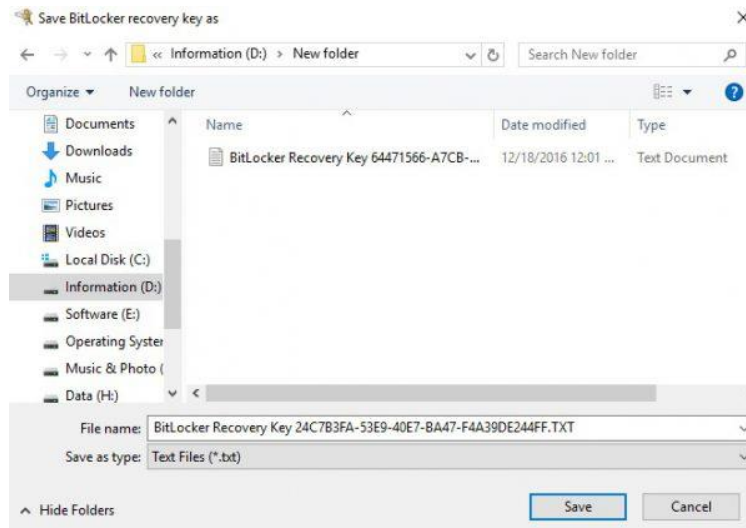 Save BitLocker recovery key as
« Information (D:) › New folder
Search New folder
Organize
New folder
Name
Date modified
Type
Documents
Downloads
Music
Pictures
Videos
Local Disk (C:)
Information (D:)
Software (E:)
Operating Syster
Music & Photo (
Data (H:)
BitLocker Recovery Key 64471566-A7CB-... 12/18/2016 12:01 ... Text Document
File name: BitLocker Recovery Key 24C7B3FA-53E9-40E7-BA47-F4A39DE244FF.TXT
Save as type: Text Files (*.txt)
Hide Folders
Save
Cancel